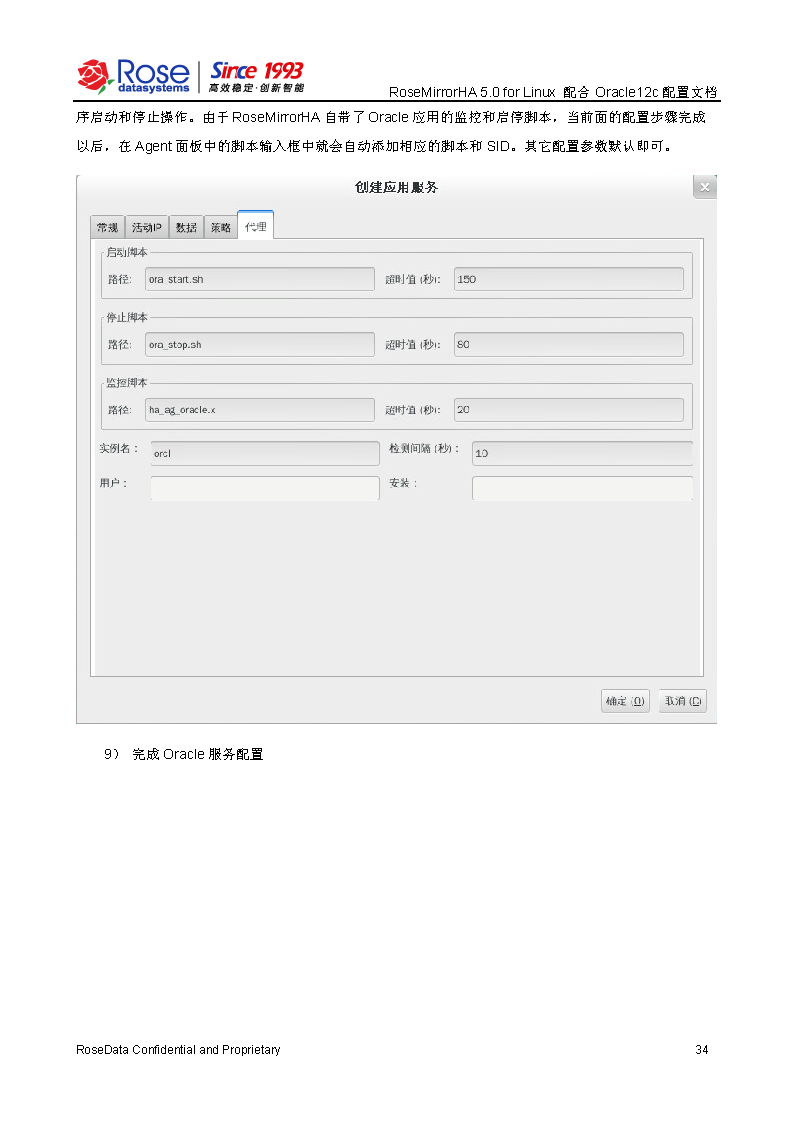 Rose
datasystems
Since 1993
高效稳定·创新智能
RoseMirrorHA 5.0 for Linux 配合 Oracle12c 配置文档
序启动和停止操作。由于 RoseMirrorHA 自带了 Oracle 应用的监控和启停脚本，当前面的配置步骤完成
以后，在 Agent 面板中的脚本输入框中就会自动添加相应的脚本和 SID。其它配置参数默认即可。
创建应用服务
常规 活动IP 数据 策略 代理
启动脚本
路径: ora_start.sh 超时值 (秒): 150
停止脚本
路径: ora_stop.sh 超时值 (秒): 80
监控脚本
路径: ha_ag_oracle.x 超时值 (秒): 20
实例名： orcl 检测间隔 (秒)： 10
用户： 安装：
确定 (O) 取消 (C)
9） 完成 Oracle 服务配置
RoseData Confidential and Proprietary 34